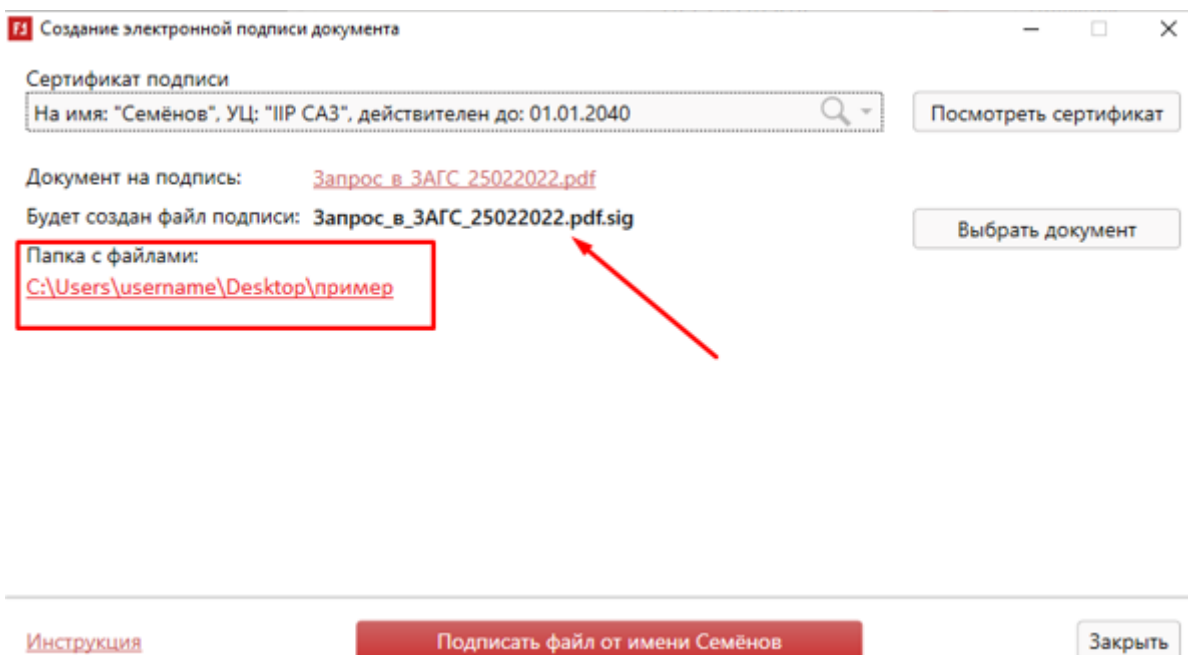 Создание электронной подписи документа
Сертификат подписи
На имя: "Семёнов", УЦ: "IIP CA3", действителен до: 01.01.2040
Посмотреть сертификат
Документ на подпись: Запрос_в_ЗАГС_25022022.pdf
Будет создан файл подписи: Запрос_в_ЗАГС_25022022.pdf.sig
Выбрать документ
Папка с файлами:
C:\Users\username\Desktop\пример
Инструкция
Подписать файл от имени Семёнов
Закрыть